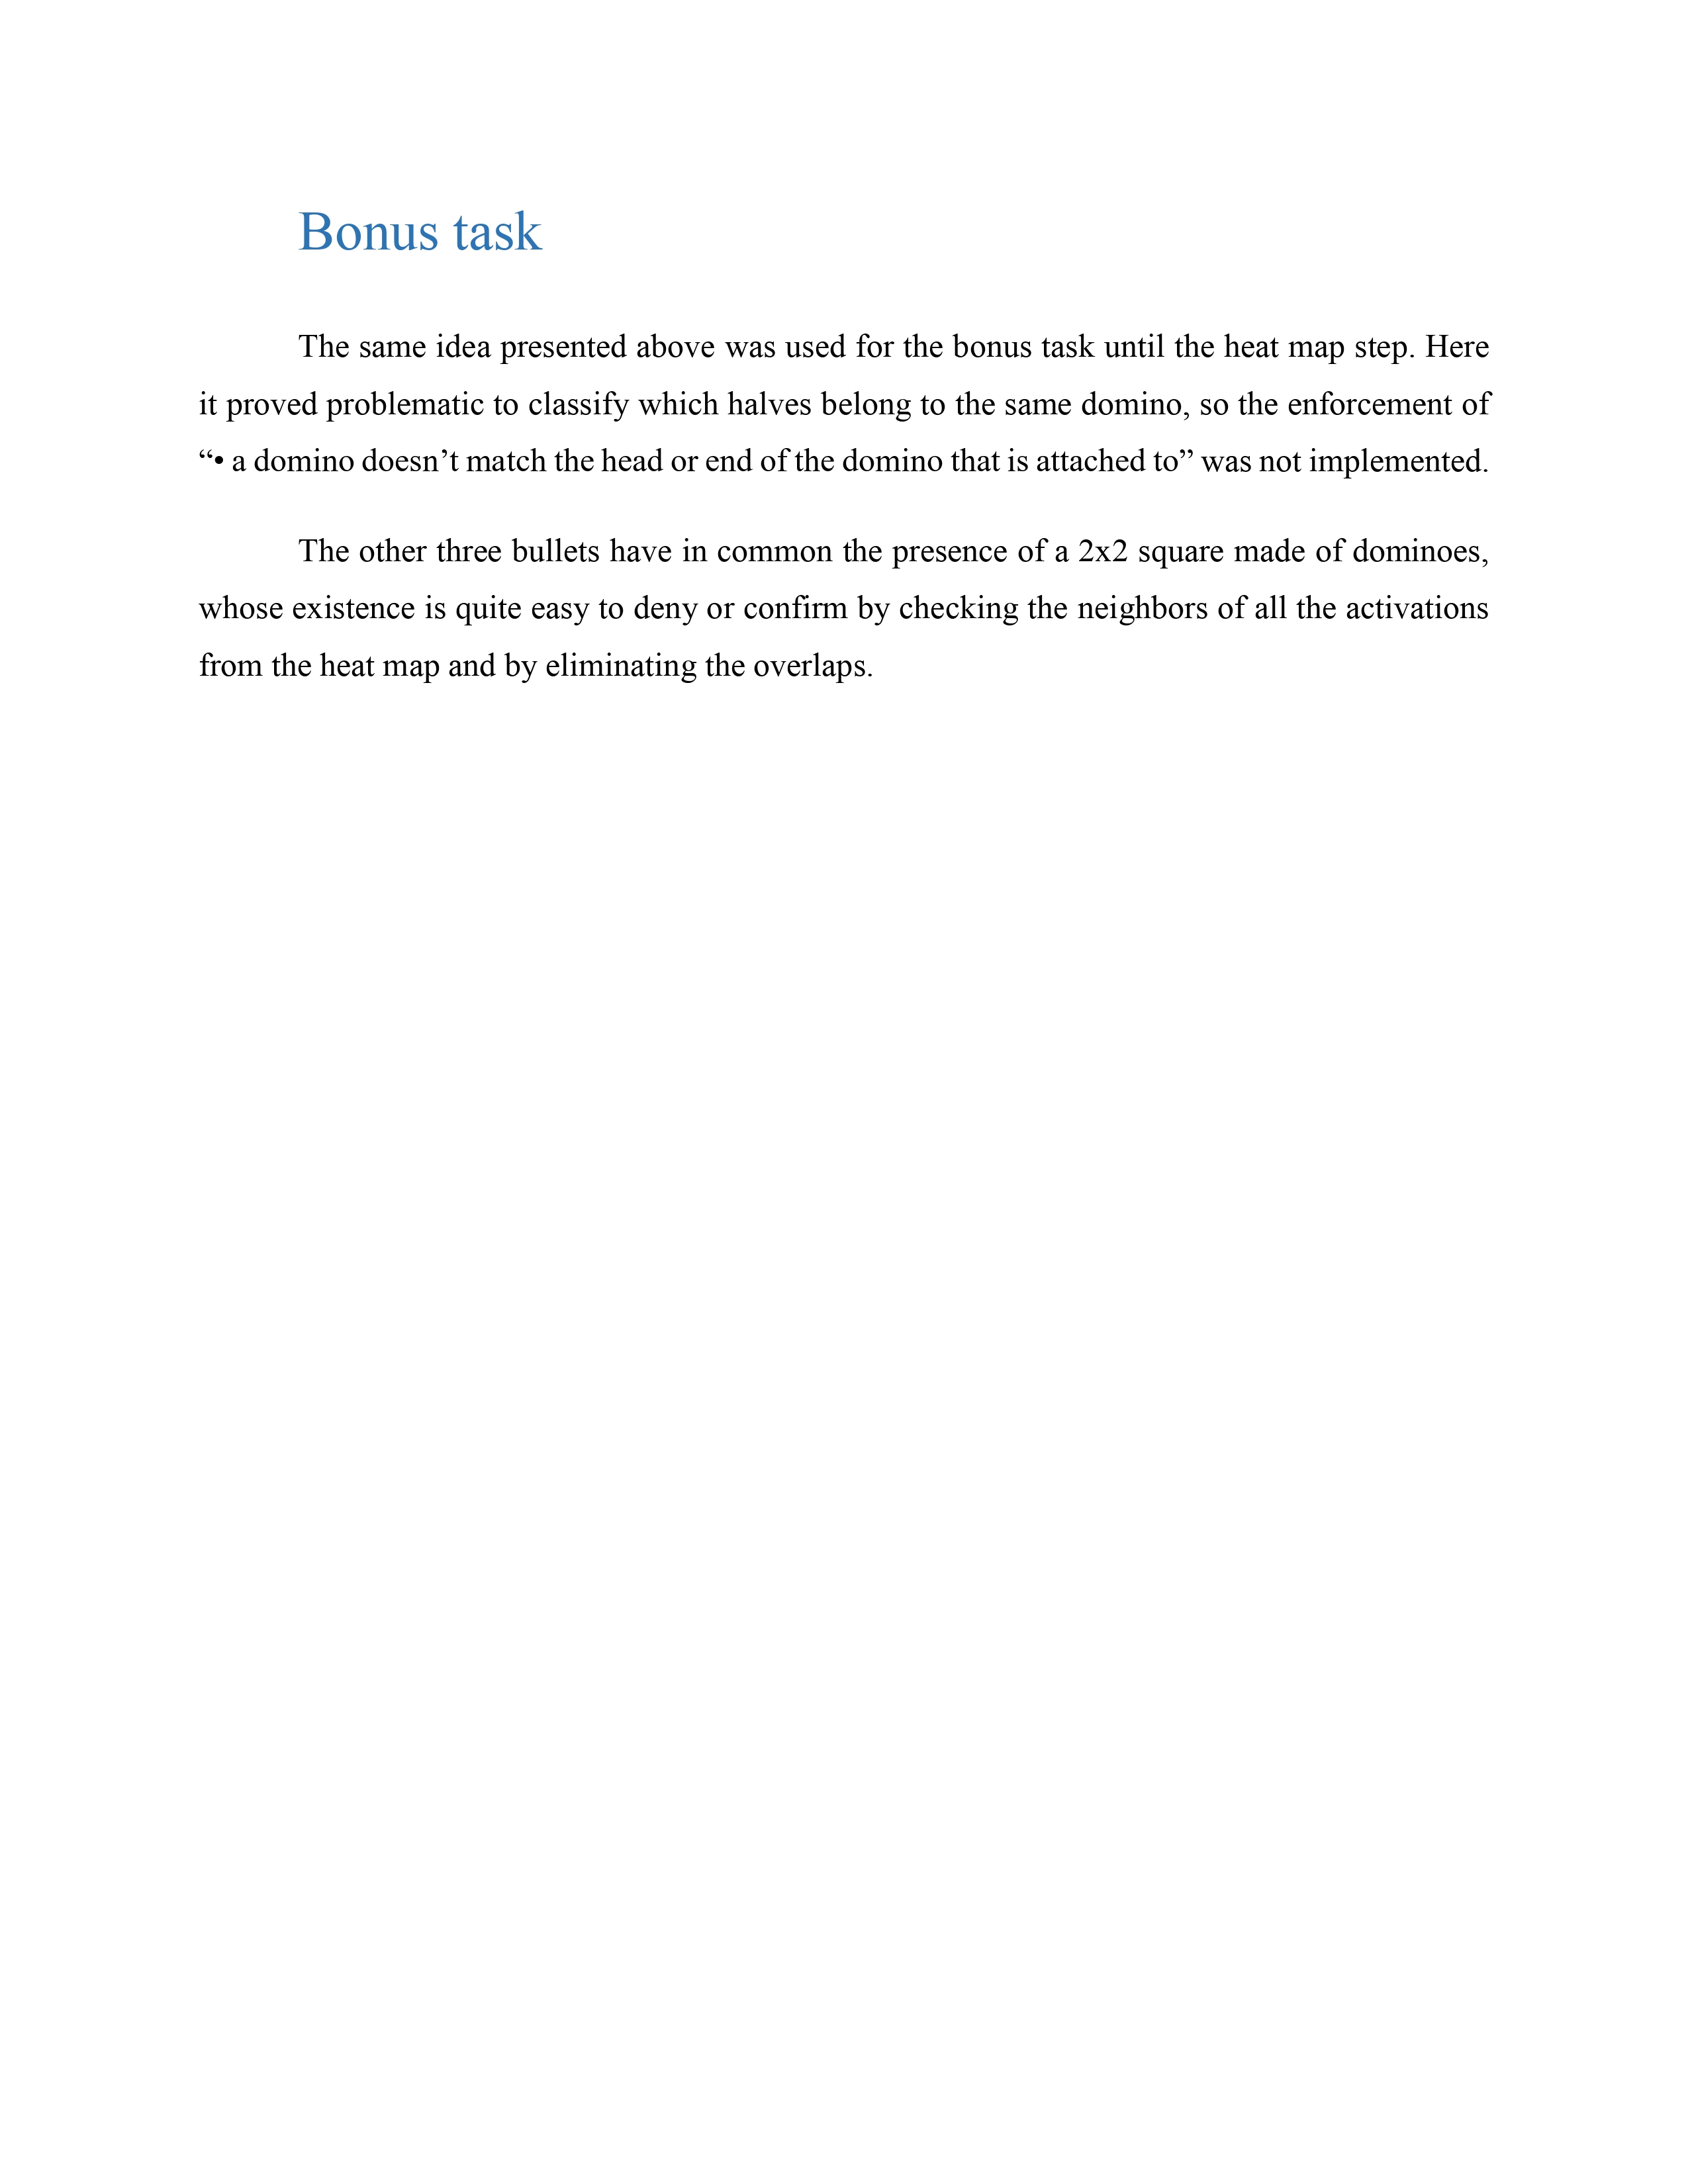 Bonus task
The same idea presented above was used for the bonus task until the heat map step. Here
it proved problematic to classify which halves belong to the same domino, so the enforcement of
“• a domino doesn’t match the head or end of the domino that is attached to” was not implemented.
The other three bullets have in common the presence of a 2x2 square made of dominoes,
whose existence is quite easy to deny or confirm by checking the neighbors of all the activations
from the heat map and by eliminating the overlaps.